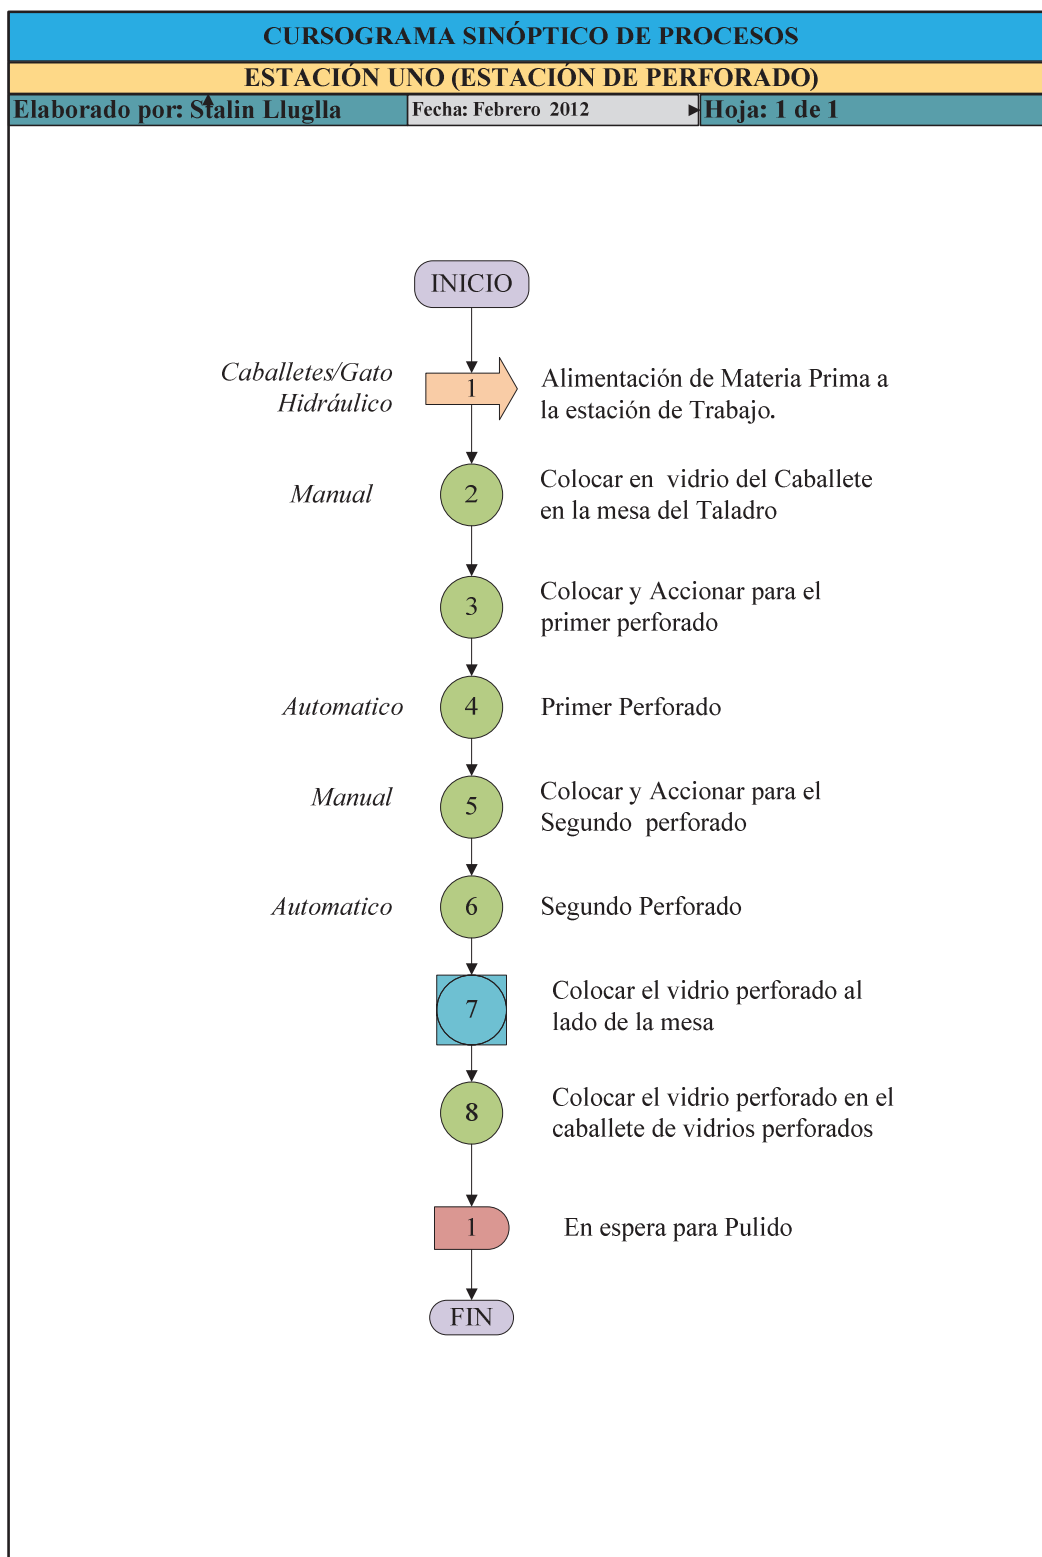 CURSOGRAMA SINÓPTICO DE PROCESOS
ESTACIÓN UNO (ESTACIÓN DE PERFORADO)
Elaborado por: Stalin Lluglla
Fecha: Febrero 2012
Hoja: 1 de 1
INICIO
Caballetes/Gato
Hidráulico
1
Alimentación de Materia Prima a
la estación de Trabajo.
Manual
2
Colocar en vidrio del Caballete
en la mesa del Taladro
3
Colocar y Accionar para el
primer perforado
Automatico
4
Primer Perforado
Manual
5
Colocar y Accionar para el
Segundo perforado
Automatico
6
Segundo Perforado
7
Colocar el vidrio perforado al
lado de la mesa
8
Colocar el vidrio perforado en el
caballete de vidrios perforados
1
En espera para Pulido
FIN